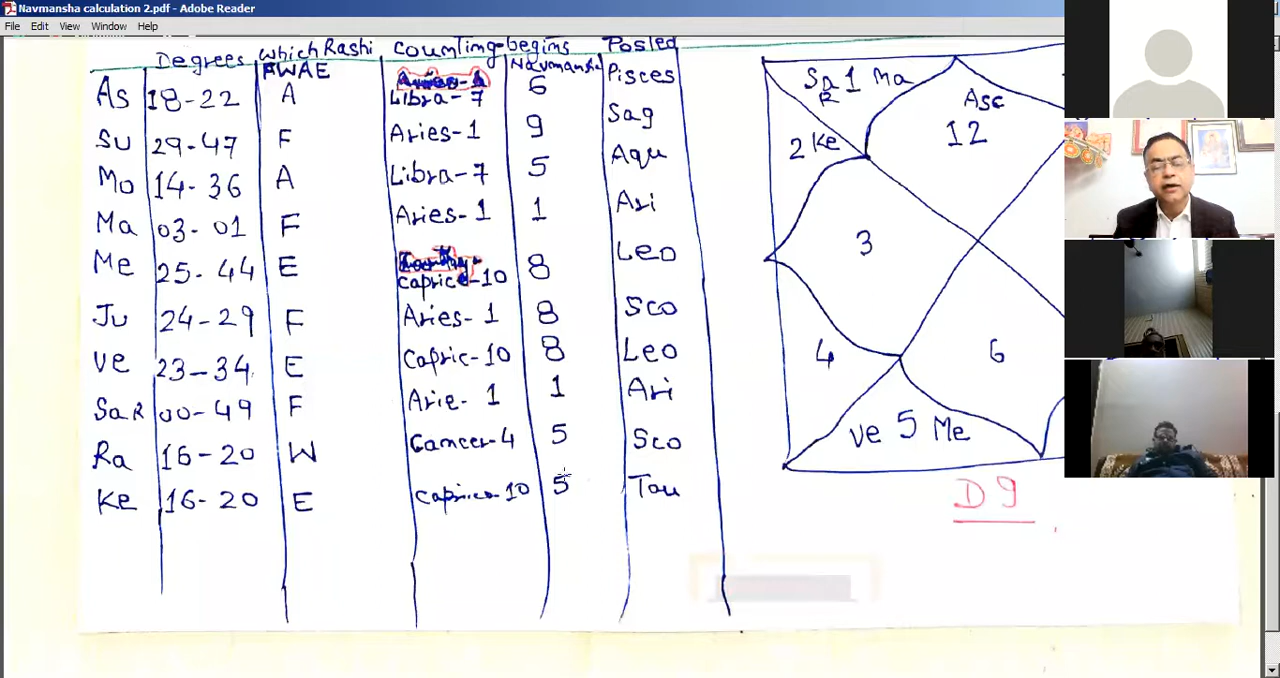 Navmansha calculation 2.pdf - Adobe Reader
File Edit View Window Help
Degrees which Rashi Counting begins Posted
FWAE Navmansha
As 18-22 A Libra-7 6 Pisces
Su 29-47 F Aries-1 9 Sag
Mo 14-36 A Libra-7 5 Aqu
Ma 03-01 F Aries-1 1 Ari
Me 25-44 E Capric-10 8 Leo
Ju 24-29 F Aries-1 8 Sco
Ve 23-34 E Capric-10 8 Leo
SaR 00-49 F Arie-1 1 Ari
Ra 16-20 W Cancer-4 5 Sco
Ke 16-20 E Caprico-10 5 Tau
Sa 1 Ma
R
Asc
12
2 Ke
3
4
6
Ve 5 Me
D9